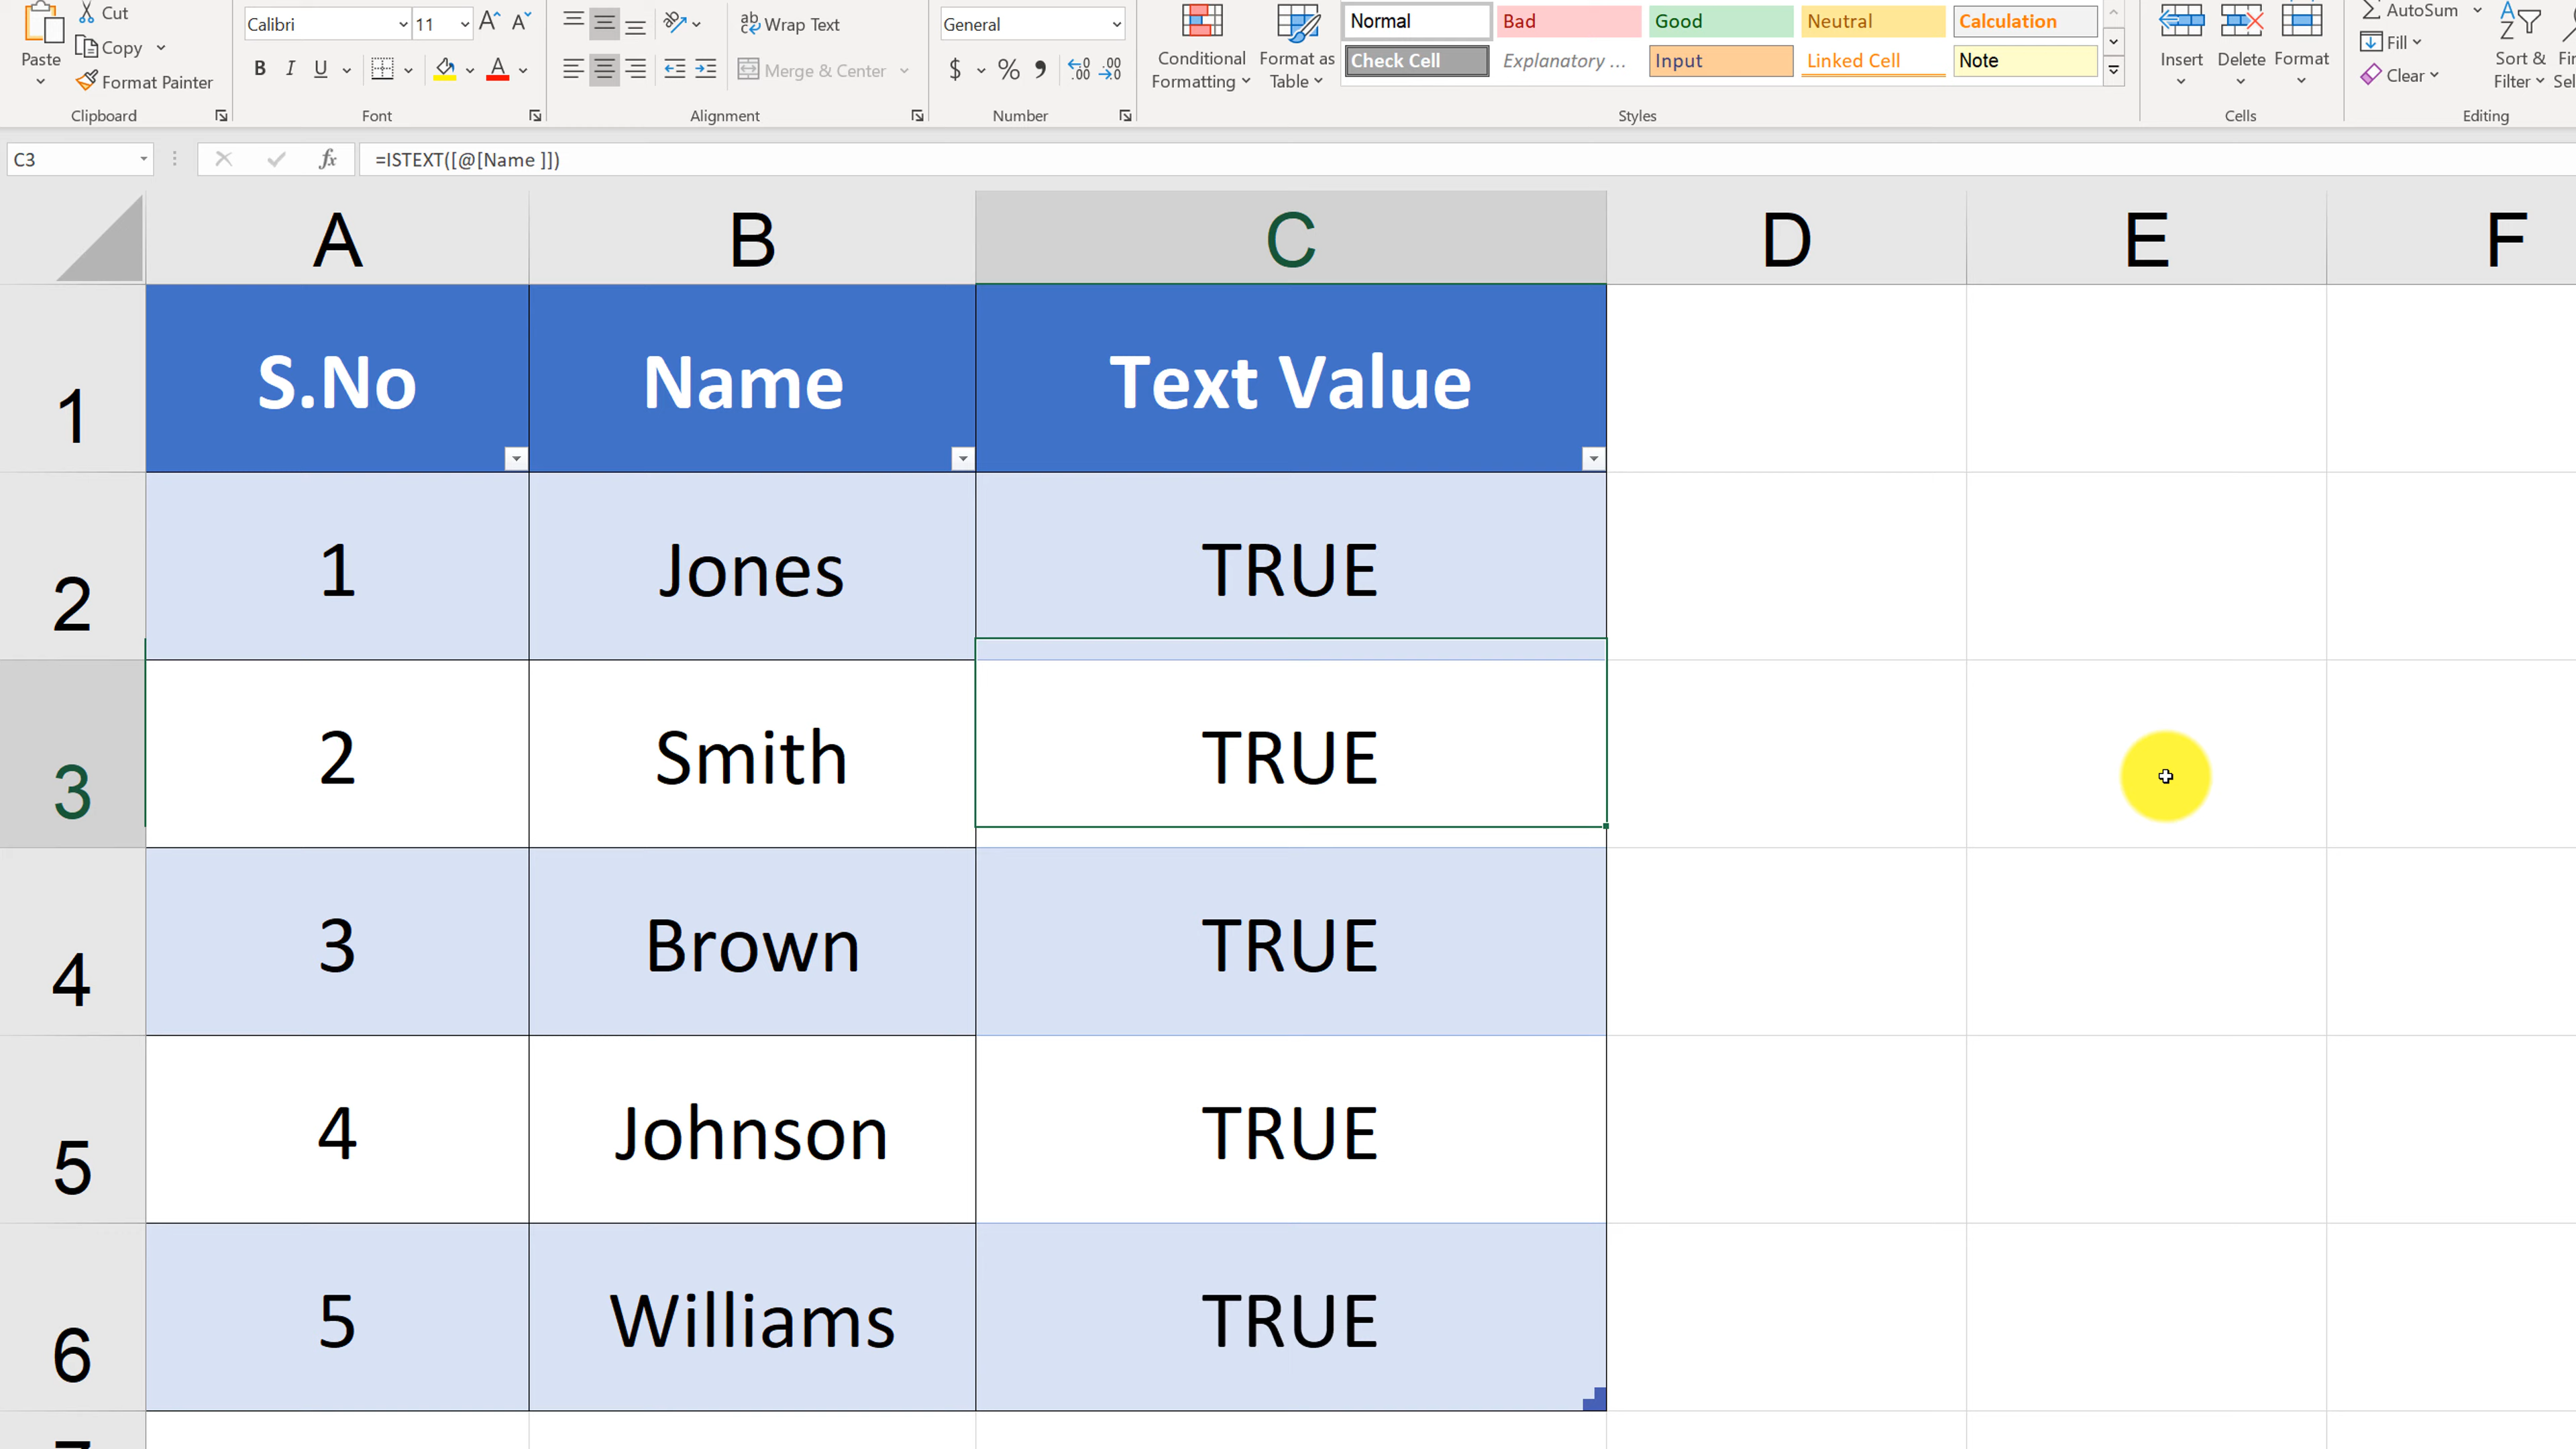 Cut
Calibri 11 Wrap Text General Normal Bad Good Neutral Calculation AutoSum
Paste Copy Conditional Formatting Format as Table Insert Delete Format Fill Sort & Filter
Format Painter B I U A Merge & Center $ % Check Cell Explanatory ... Input Linked Cell Note Clear
Clipboard Font Alignment Number Styles Cells Editing
C3 fx =ISTEXT([@[Name ]])
A B C D E F
1 S.No Name Text Value
2 1 Jones TRUE
3 2 Smith TRUE
4 3 Brown TRUE
5 4 Johnson TRUE
6 5 Williams TRUE